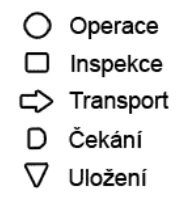 Operace
Inspekce
Transport
Čekání
Uložení